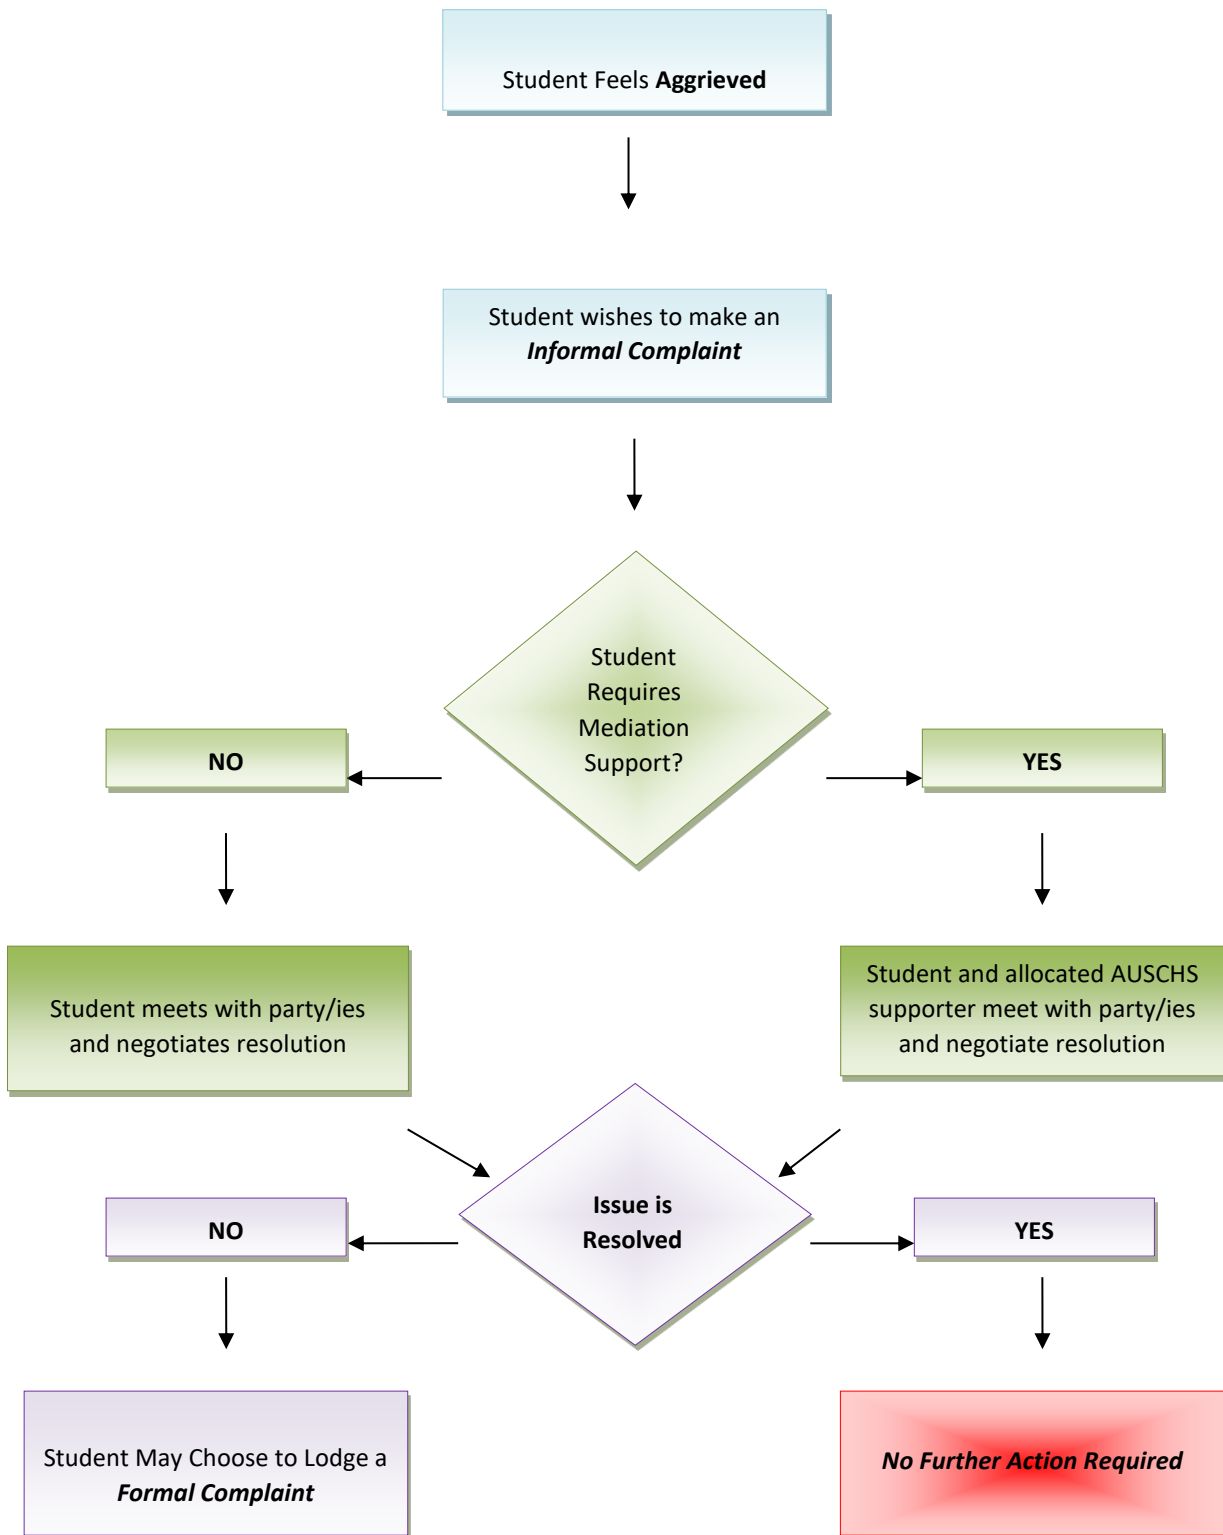 Student Feels Aggrieved
Student wishes to make an
Informal Complaint
Student
Requires
Mediation
Support?
NO
YES
Student meets with party/ies
and negotiates resolution
Student and allocated AUSCHS
supporter meet with party/ies
and negotiate resolution
Issue is
Resolved
NO
YES
Student May Choose to Lodge a
Formal Complaint
No Further Action Required